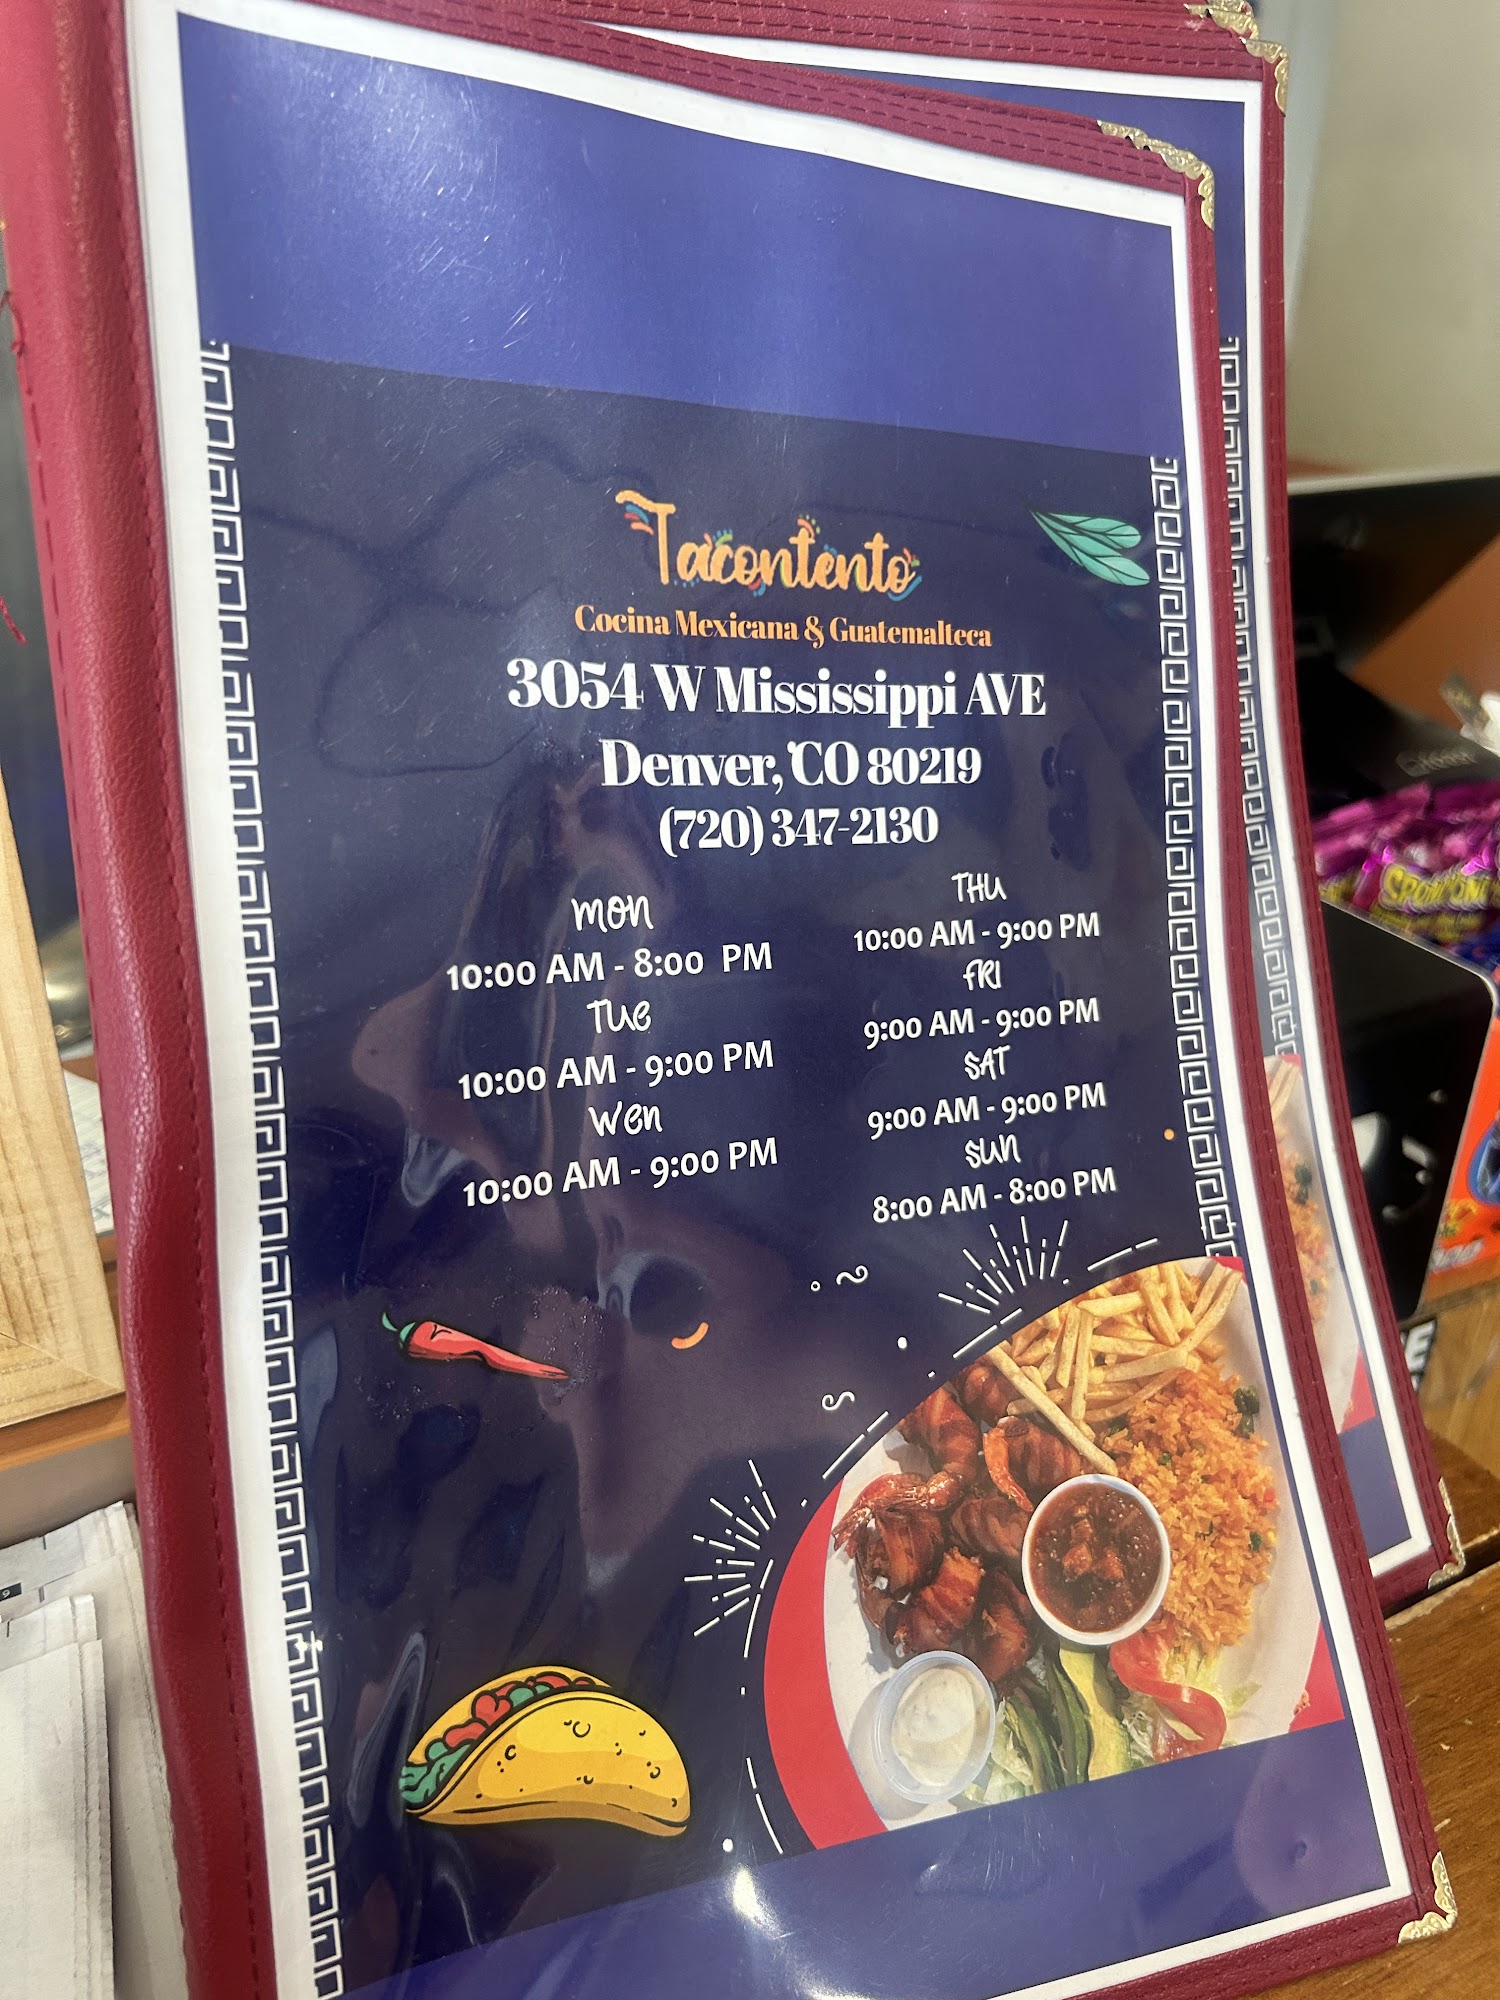 Tacontento
Cocina Mexicana & Guatemalteca
3054 W Mississippi AVE
Denver, CO 80219
(720) 347-2130
Mon
10:00 AM - 8:00 PM
Tue
10:00 AM - 9:00 PM
Wen
10:00 AM - 9:00 PM
THU
10:00 AM - 9:00 PM
FRI
9:00 AM - 9:00 PM
SAT
9:00 AM - 9:00 PM
SUN
8:00 AM - 8:00 PM